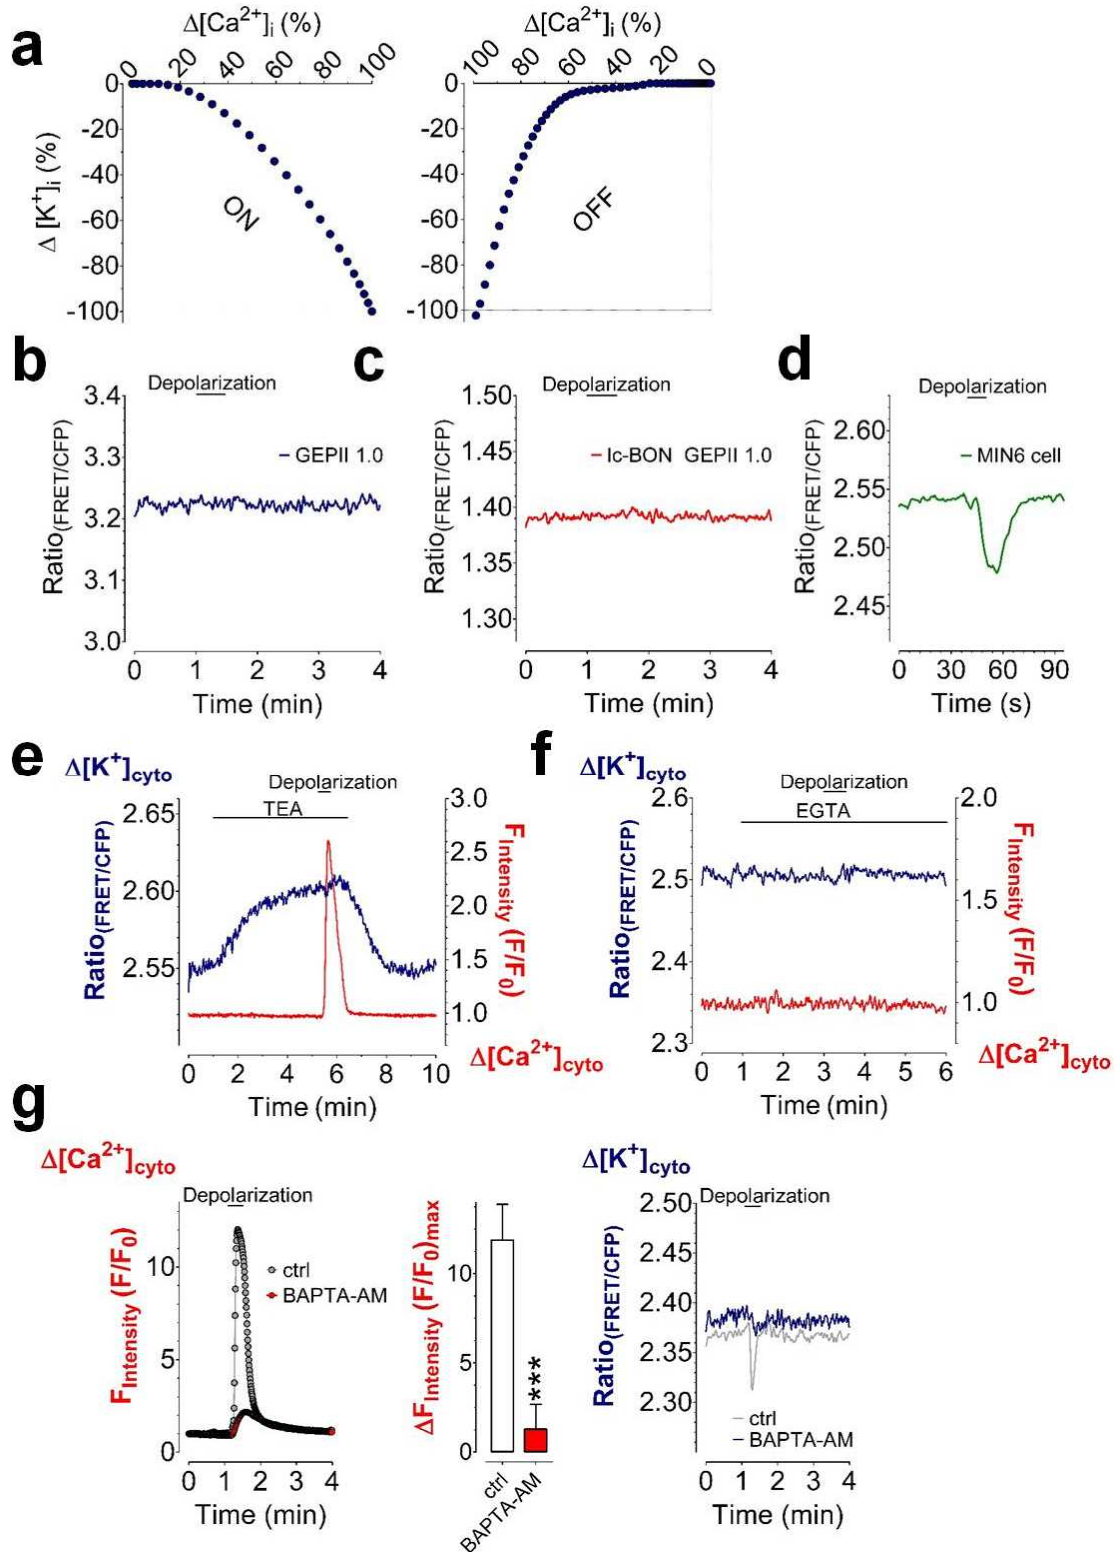 a
Δ[Ca2+]i (%)
0 20 40 60 80 100
Δ [K+]i (%)
0
-20
-40
-60
-80
-100
ON
Δ[Ca2+]i (%)
100 80 60 40 20 0
0
-20
-40
-60
-80
-100
OFF
b
Depolarization
Ratio(FRET/CFP)
3.4
3.3
3.2
3.1
3.0
GEPII 1.0
0 1 2 3 4
Time (min)
c
Depolarization
Ratio(FRET/CFP)
1.50
1.45
1.40
1.35
1.30
lc-BON GEPII 1.0
0 1 2 3 4
Time (min)
d
Depolarization
Ratio(FRET/CFP)
2.60
2.55
2.50
2.45
MIN6 cell
0 30 60 90
Time (s)
e
Δ[K+]cyto
Depolarization
TEA
Ratio(FRET/CFP)
2.65
2.60
2.55
3.0
2.5
2.0
1.5
1.0
FIntensity (F/F0)
Δ[Ca2+]cyto
0 2 4 6 8 10
Time (min)
f
Δ[K+]cyto
Depolarization
EGTA
Ratio(FRET/CFP)
2.6
2.5
2.4
2.3
2.0
1.5
1.0
FIntensity (F/F0)
Δ[Ca2+]cyto
0 1 2 3 4 5 6
Time (min)
g
Δ[Ca2+]cyto
Depolarization
FIntensity (F/F0)
10
5
0
ctrl
BAPTA-AM
0 1 2 3 4
Time (min)
ΔFIntensity (F/F0)max
10
5
0
***
ctrl
BAPTA-AM
Δ[K+]cyto
Depolarization
Ratio(FRET/CFP)
2.50
2.45
2.40
2.35
2.30
ctrl
BAPTA-AM
0 1 2 3 4
Time (min)